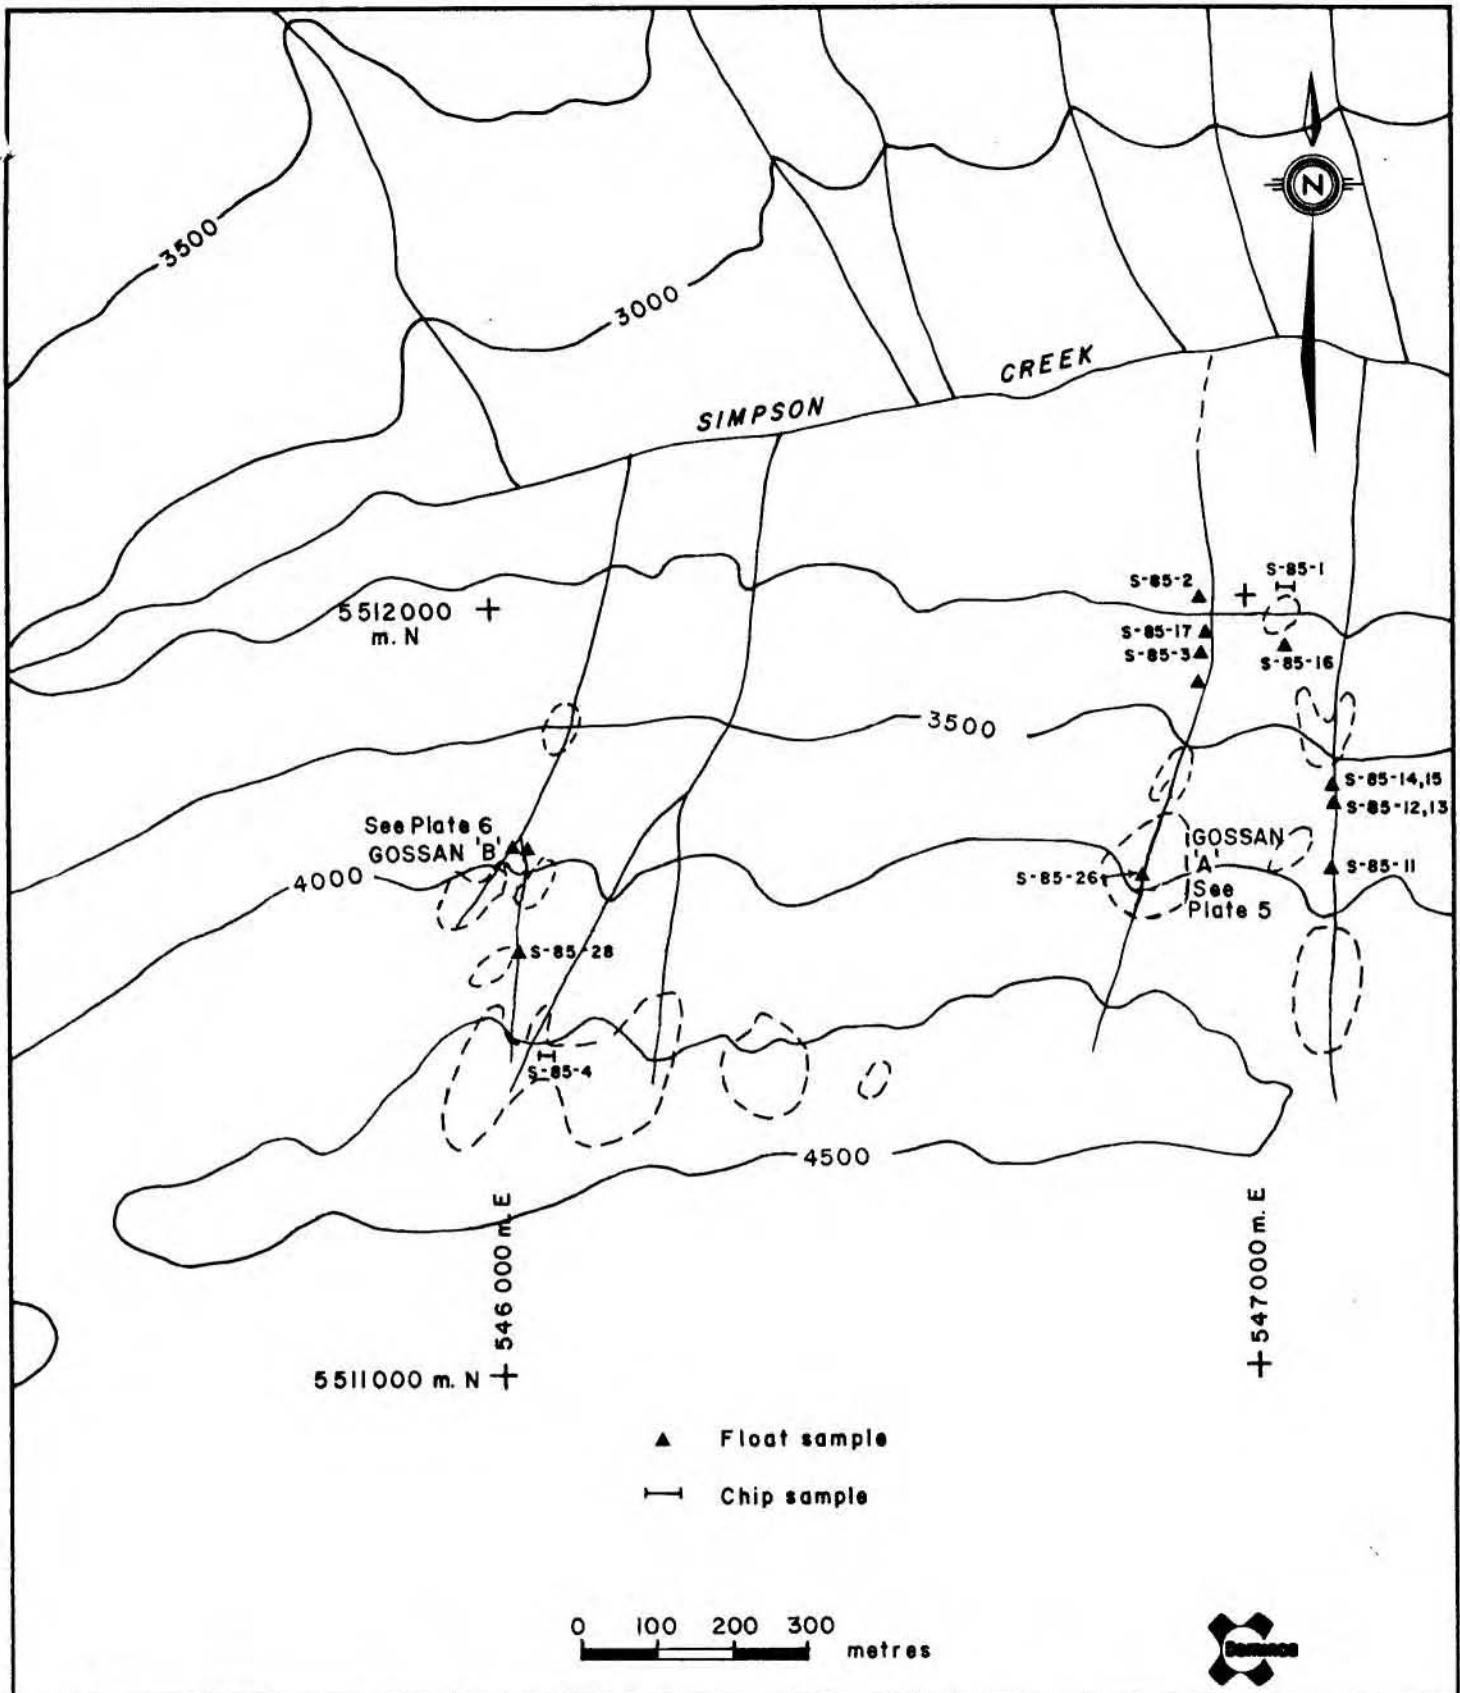 N
3500
3000
SIMPSON CREEK
5512000
m. N
S-85-2
S-85-1
S-85-17
S-85-3
S-85-16
3500
S-85-14,15
S-85-12,13
See Plate 6
GOSSAN 'B'
GOSSAN
'A'
See
Plate 5
4000
S-85-26
S-85-11
S-85-28
S-85-4
4500
546000 m. E
547000 m. E
5511000 m. N
Float sample
Chip sample
0 100 200 300
metres